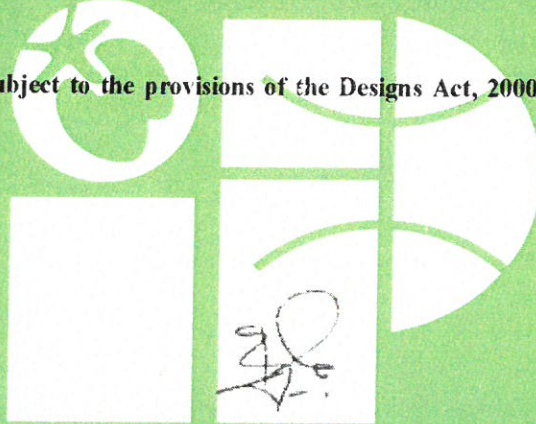 ubject to the provisions of the Designs Act, 2000